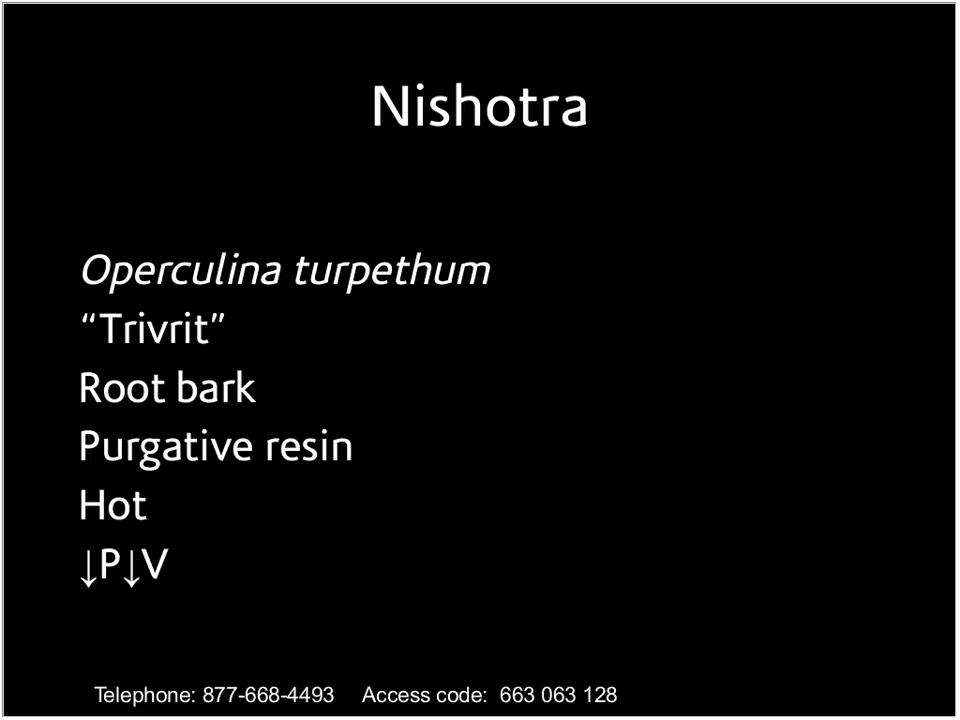 Nishotra
Operculina turpethum
“Trivrit”
Root bark
Purgative resin
Hot
↓P↓V
Telephone: 877-668-4493 Access code: 663 063 128